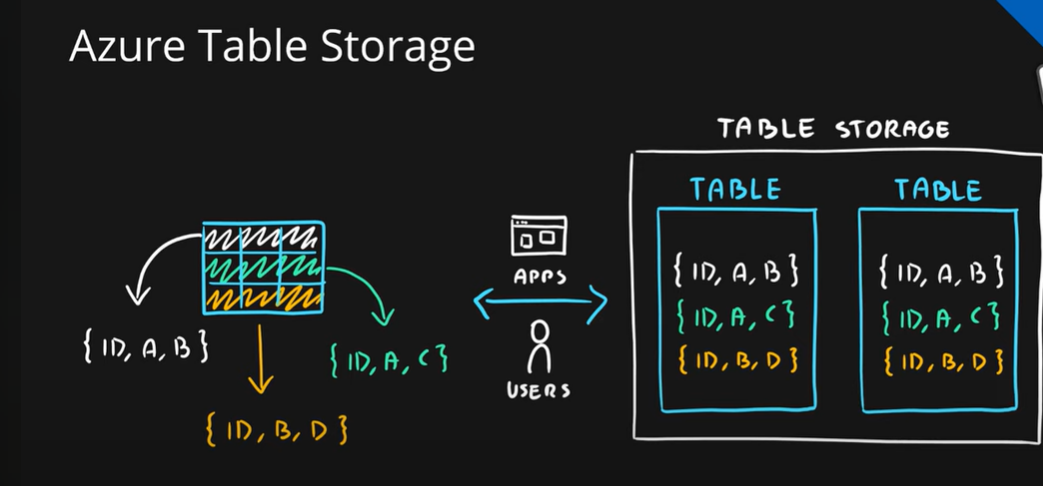 Azure Table Storage
TABLE STORAGE
TABLE
TABLE
{ID, A, B}
{ID, A, C}
{ID, B, D}
APPS
USERS
{ID, A, B}
{ID, A, C}
{ID, B, D}
{ID, A, B}
{ID, A, C}
{ID, B, D}